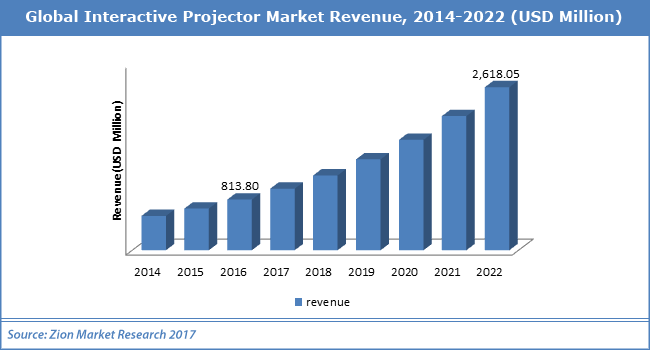 Global Interactive Projector Market Revenue, 2014-2022 (USD Million)
2,618.05
813.80
Revenue(USD Million)
2014 2015 2016 2017 2018 2019 2020 2021 2022
revenue
Source: Zion Market Research 2017